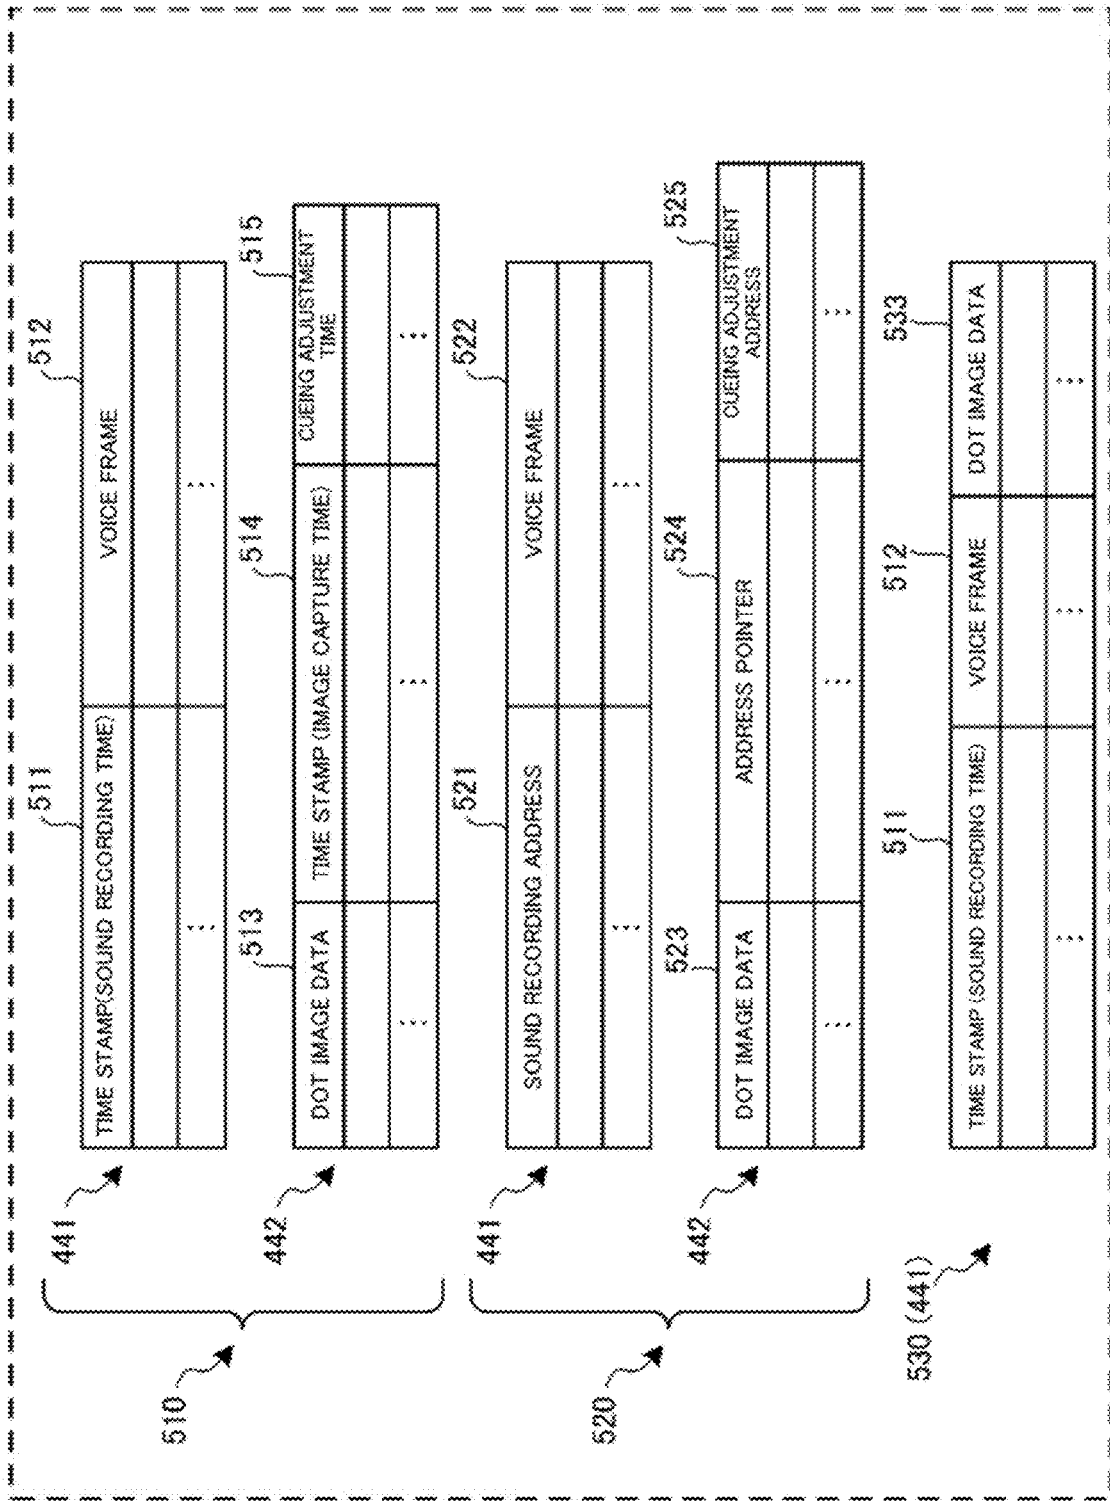 510
441
511
512
TIME STAMP(SOUND RECORDING TIME)
VOICE FRAME
⋮
⋮
442
513
514
515
DOT IMAGE DATA
TIME STAMP (IMAGE CAPTURE TIME)
CUEING ADJUSTMENT
TIME
⋮
⋮
⋮
520
441
521
522
SOUND RECORDING ADDRESS
VOICE FRAME
⋮
⋮
442
523
524
525
DOT IMAGE DATA
ADDRESS POINTER
CUEING ADJUSTMENT
ADDRESS
⋮
⋮
⋮
530 (441)
511
512
533
TIME STAMP (SOUND RECORDING TIME)
VOICE FRAME
DOT IMAGE DATA
⋮
⋮
⋮